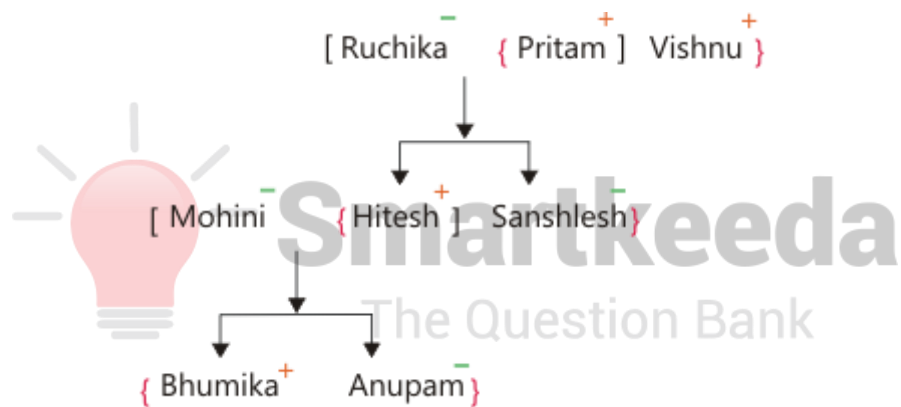 [ Ruchika⁻ { Pritam⁺ ] Vishnu⁺ }
[ Mohini⁻ { Hitesh⁺ ] Sanshlesh⁻ }
Smartkeeda
The Question Bank
{ Bhumika⁺ Anupam⁻ }